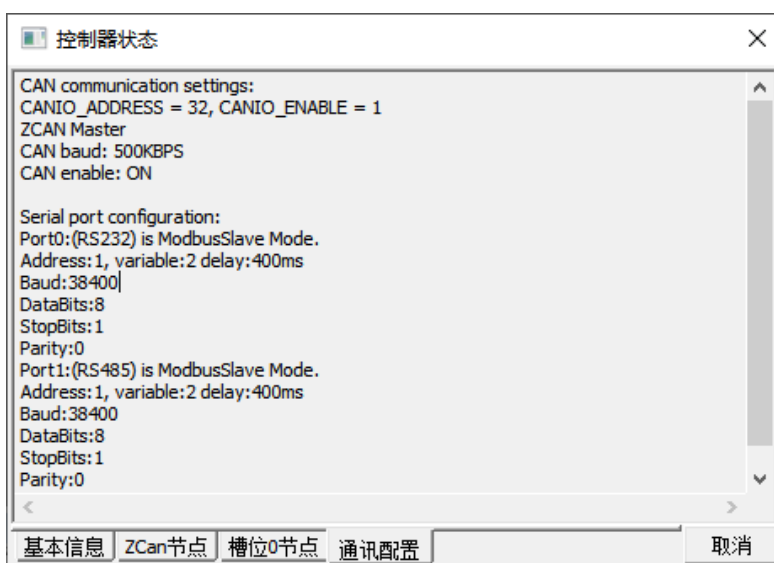 控制器状态
CAN communication settings:
CANIO_ADDRESS = 32, CANIO_ENABLE = 1
ZCAN Master
CAN baud: 500KBPS
CAN enable: ON
Serial port configuration:
Port0:(RS232) is ModbusSlave Mode.
Address:1, variable:2 delay:400ms
Baud:38400
DataBits:8
StopBits:1
Parity:0
Port1:(RS485) is ModbusSlave Mode.
Address:1, variable:2 delay:400ms
Baud:38400
DataBits:8
StopBits:1
Parity:0
基本信息 ZCan节点 槽位0节点 通讯配置 取消